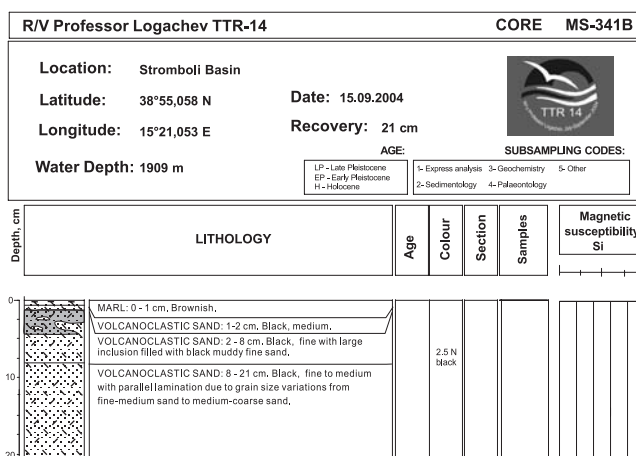 R/V Professor Logachev TTR-14 CORE MS-341B
Location: Stromboli Basin
Latitude: 38°55,058 N Date: 15.09.2004
Longitude: 15°21,053 E Recovery: 21 cm
Water Depth: 1909 m
TTR 14
AGE:
LP - Late Pleistocene
EP - Early Pleistocene
H - Holocene
SUBSAMPLING CODES:
1- Express analysis 3- Geochemistry 5- Other
2- Sedimentology 4- Palaeontology
Depth, cm
LITHOLOGY
Age
Colour
Section
Samples
Magnetic
susceptibility
Si
0
10
20
MARL: 0 - 1 cm, Brownish.
VOLCANOCLASTIC SAND: 1-2 cm. Black, medium.
VOLCANOCLASTIC SAND: 2 - 8 cm. Black, fine with large
inclusion filled with black muddy fine sand.
VOLCANOCLASTIC SAND: 8 - 21 cm. Black, fine to medium
with parallel lamination due to grain size variations from
fine-medium sand to medium-coarse sand.
2.5 N
black